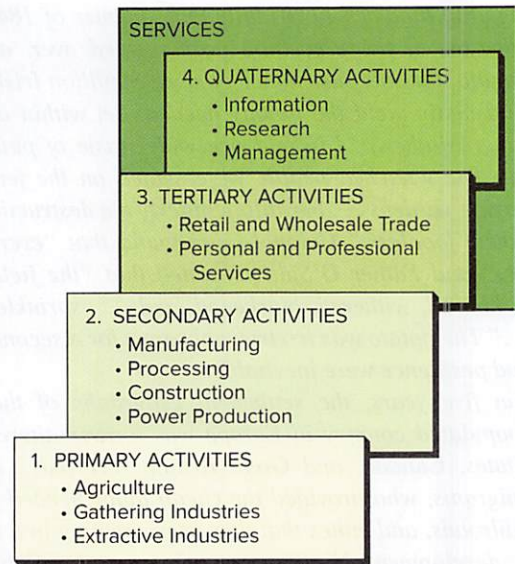 SERVICES
4. QUATERNARY ACTIVITIES
• Information
• Research
• Management
3. TERTIARY ACTIVITIES
• Retail and Wholesale Trade
• Personal and Professional
Services
2. SECONDARY ACTIVITIES
• Manufacturing
• Processing
• Construction
• Power Production
1. PRIMARY ACTIVITIES
• Agriculture
• Gathering Industries
• Extractive Industries